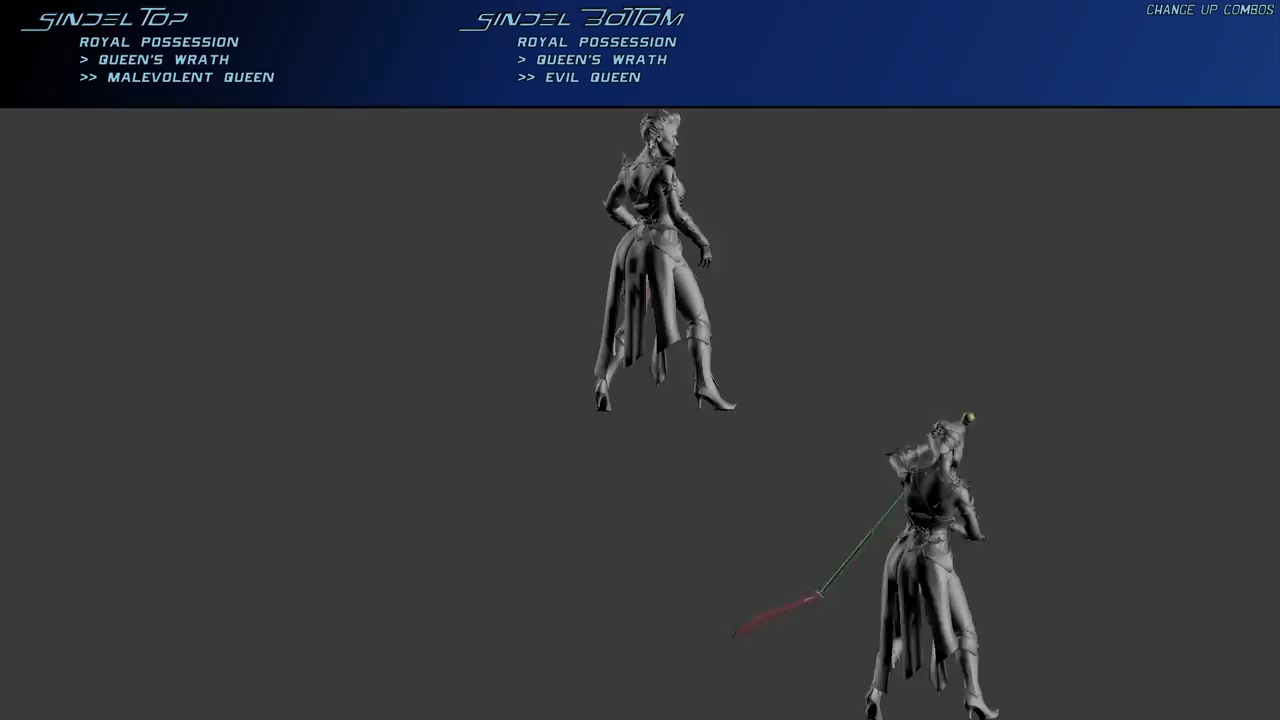 SINDEL TOP
ROYAL POSSESSION
> QUEEN'S WRATH
>> MALEVOLENT QUEEN
SINDEL BOTTOM
ROYAL POSSESSION
> QUEEN'S WRATH
>> EVIL QUEEN
CHANGE UP COMBOS